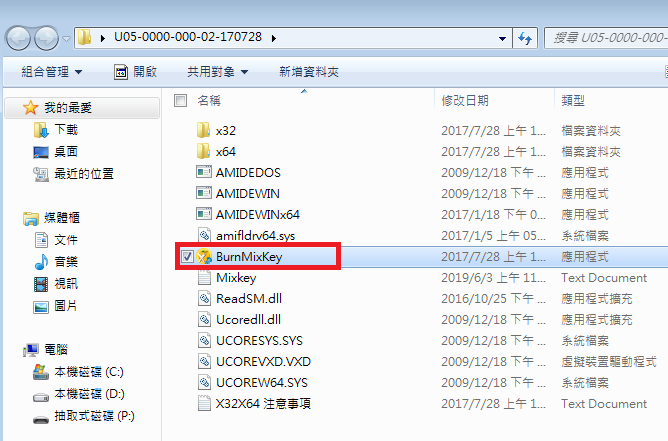 U05-0000-000-02-170728
搜尋 U05-0000-000-
組合管理 開啟 共用對象 新增資料夾
我的最愛
下載
桌面
最近的位置
媒體櫃
文件
音樂
視訊
圖片
電腦
本機磁碟 (C:)
本機磁碟 (D:)
抽取式磁碟 (P:)
名稱 修改日期 類型
x32 2017/7/28 上午 1... 檔案資料夾
x64 2017/7/28 上午 1... 檔案資料夾
AMIDEDOS 2009/12/18 下午 ... 應用程式
AMIDEWIN 2009/12/18 下午 ... 應用程式
AMIDEWINx64 2017/1/18 下午 0... 應用程式
amifldrv64.sys 2017/1/5 上午 05... 系統檔案
BurnMixKey 2017/7/28 上午 1... 應用程式
Mixkey 2019/6/3 上午 11... Text Document
ReadSM.dll 2016/10/25 下午 ... 應用程式擴充
Ucoredll.dll 2009/12/18 下午 ... 應用程式擴充
UCORESYS.SYS 2009/12/18 下午 ... 系統檔案
UCOREVXD.VXD 2009/12/18 下午 ... 虛擬裝置驅動程式
UCOREW64.SYS 2009/12/18 下午 ... 系統檔案
X32X64 注意事項 2017/7/28 上午 1... Text Document